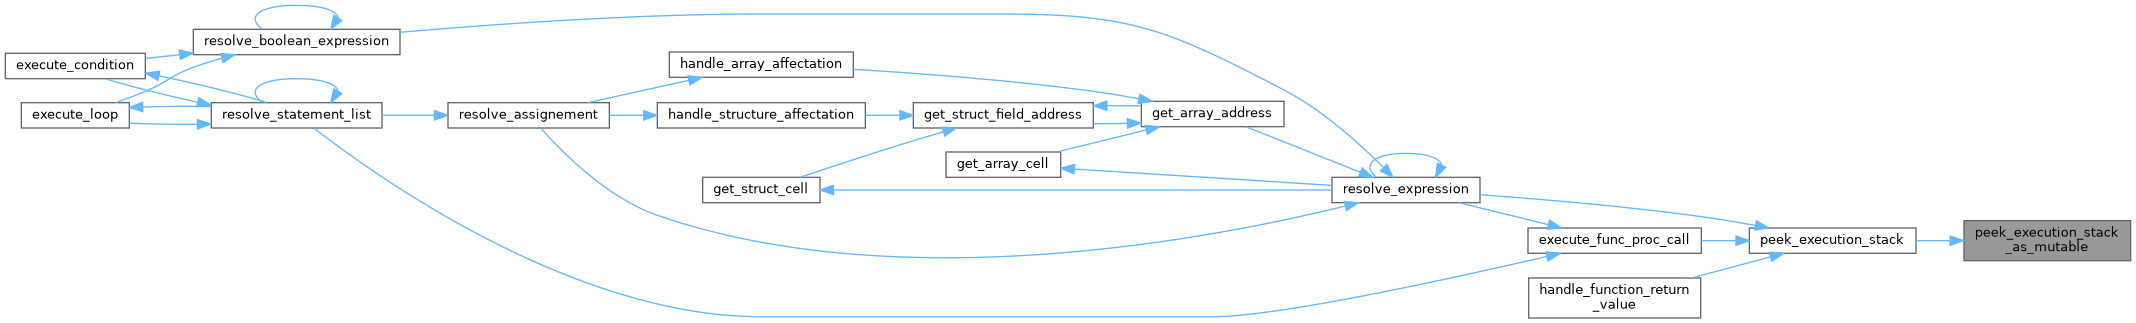 resolve_boolean_expression
execute_condition
handle_array_affectation
execute_loop
resolve_statement_list
resolve_assignement
handle_structure_affectation
get_struct_field_address
get_array_address
get_array_cell
get_struct_cell
resolve_expression
execute_func_proc_call
peek_execution_stack
peek_execution_stack
_as_mutable
handle_function_return
_value